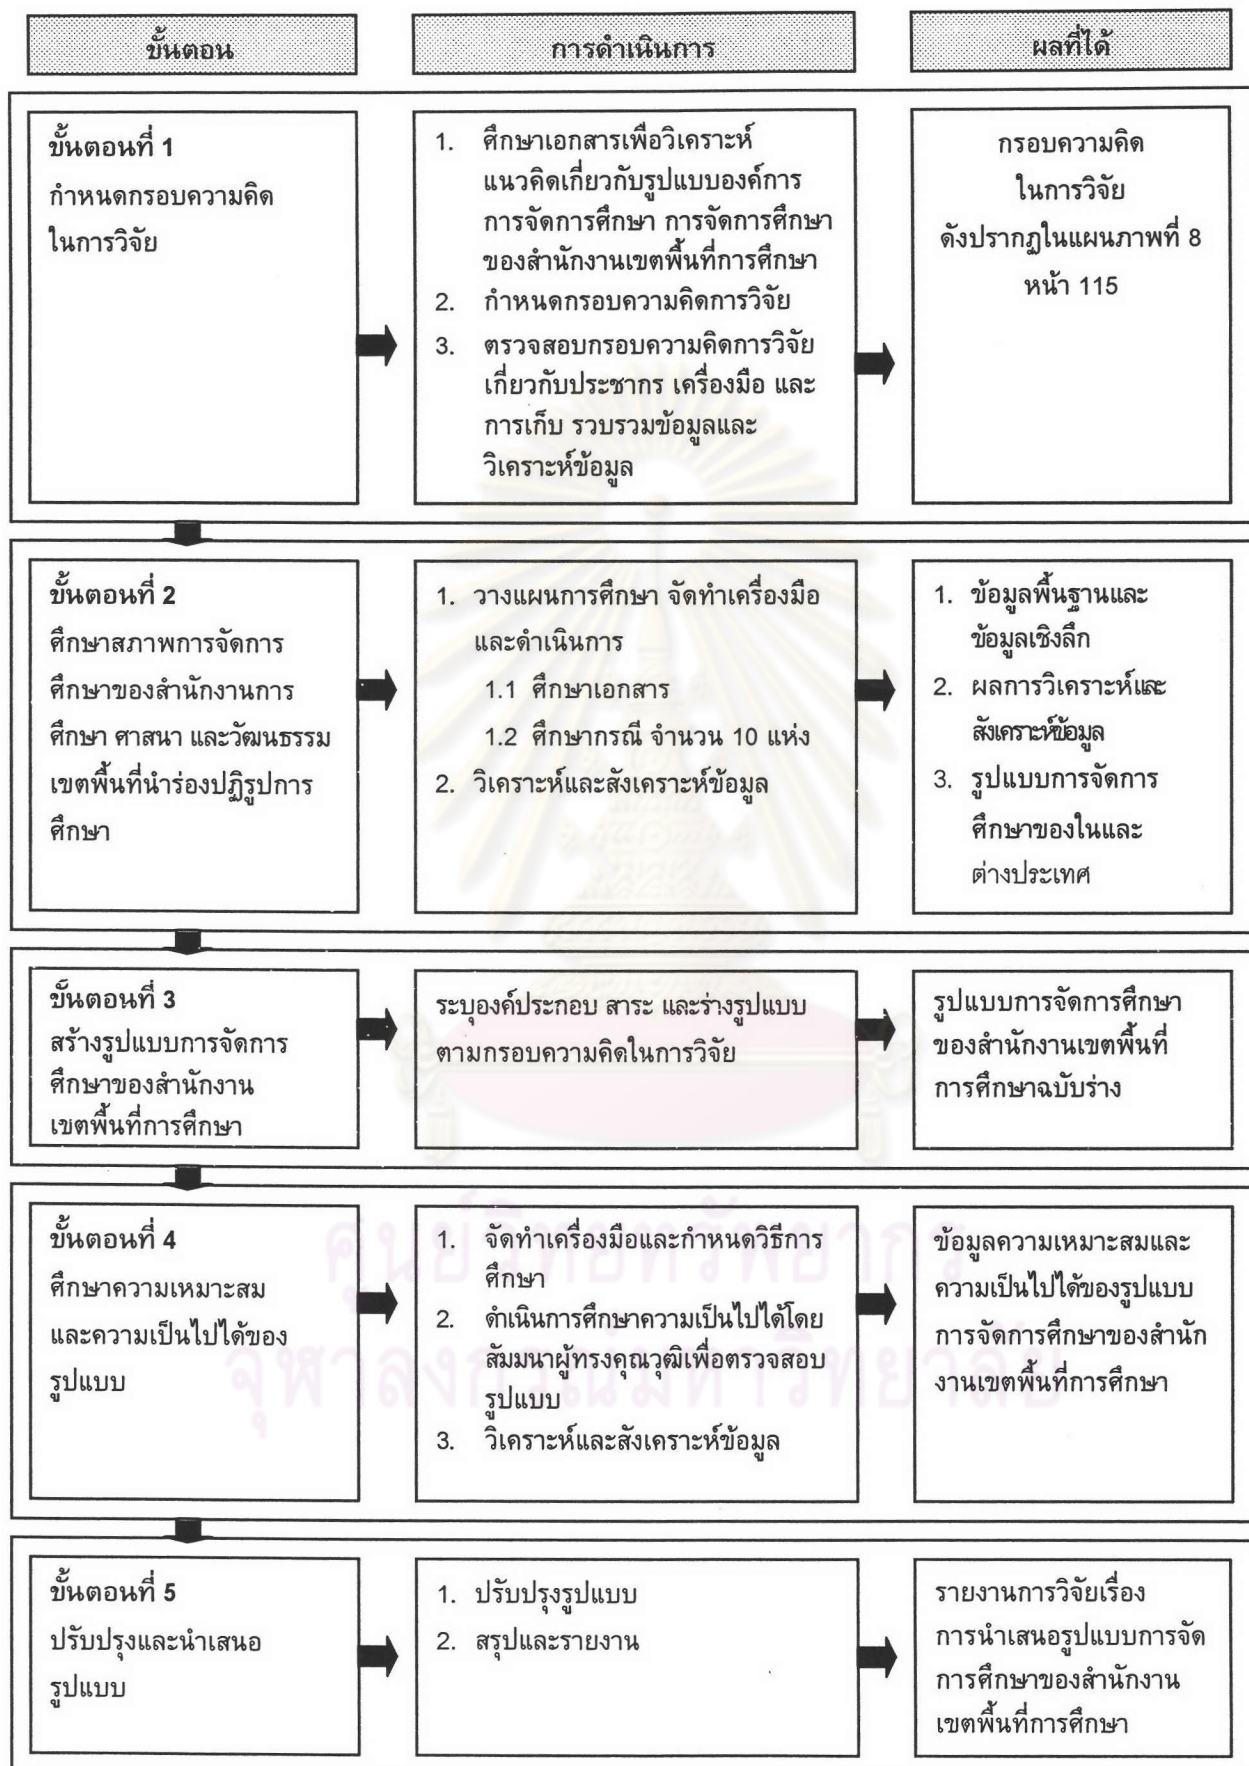 ขั้นตอน
การดำเนินการ
ผลที่ได้
ขั้นตอนที่ 1
กำหนดกรอบความคิด
ในการวิจัย
1. ศึกษาเอกสารเพื่อวิเคราะห์
แนวคิดเกี่ยวกับรูปแบบองค์การ
การจัดการศึกษา การจัดการศึกษา
ของสำนักงานเขตพื้นที่การศึกษา
2. กำหนดกรอบความคิดการวิจัย
3. ตรวจสอบกรอบความคิดการวิจัย
เกี่ยวกับประชากร เครื่องมือ และ
การเก็บ รวบรวมข้อมูลและ
วิเคราะห์ข้อมูล
กรอบความคิด
ในการวิจัย
ดังปรากฏในแผนภาพที่ 8
หน้า 115
ขั้นตอนที่ 2
ศึกษาสภาพการจัดการ
ศึกษาของสำนักงานการ
ศึกษา ศาสนา และวัฒนธรรม
เขตพื้นที่นำร่องปฏิรูปการ
ศึกษา
1. วางแผนการศึกษา จัดทำเครื่องมือ
และดำเนินการ
1.1 ศึกษาเอกสาร
1.2 ศึกษากรณี จำนวน 10 แห่ง
2. วิเคราะห์และสังเคราะห์ข้อมูล
1. ข้อมูลพื้นฐานและ
ข้อมูลเชิงลึก
2. ผลการวิเคราะห์และ
สังเคราะห์ข้อมูล
3. รูปแบบการจัดการ
ศึกษาของในและ
ต่างประเทศ
ขั้นตอนที่ 3
สร้างรูปแบบการจัดการ
ศึกษาของสำนักงาน
เขตพื้นที่การศึกษา
ระบุองค์ประกอบ สาระ และร่างรูปแบบ
ตามกรอบความคิดในการวิจัย
รูปแบบการจัดการศึกษา
ของสำนักงานเขตพื้นที่
การศึกษาฉบับร่าง
ขั้นตอนที่ 4
ศึกษาความเหมาะสม
และความเป็นไปได้ของ
รูปแบบ
1. จัดทำเครื่องมือและกำหนดวิธีการ
ศึกษา
2. ดำเนินการศึกษาความเป็นไปได้โดย
สัมมนาผู้ทรงคุณวุฒิเพื่อตรวจสอบ
รูปแบบ
3. วิเคราะห์และสังเคราะห์ข้อมูล
ข้อมูลความเหมาะสมและ
ความเป็นไปได้ของรูปแบบ
การจัดการศึกษาของสำนัก
งานเขตพื้นที่การศึกษา
ศูนย์วิทยทรัพยากร
จุฬาลงกรณ์มหาวิทยาลัย
ขั้นตอนที่ 5
ปรับปรุงและนำเสนอ
รูปแบบ
1. ปรับปรุงรูปแบบ
2. สรุปและรายงาน
รายงานการวิจัยเรื่อง
การนำเสนอรูปแบบการจัด
การศึกษาของสำนักงาน
เขตพื้นที่การศึกษา